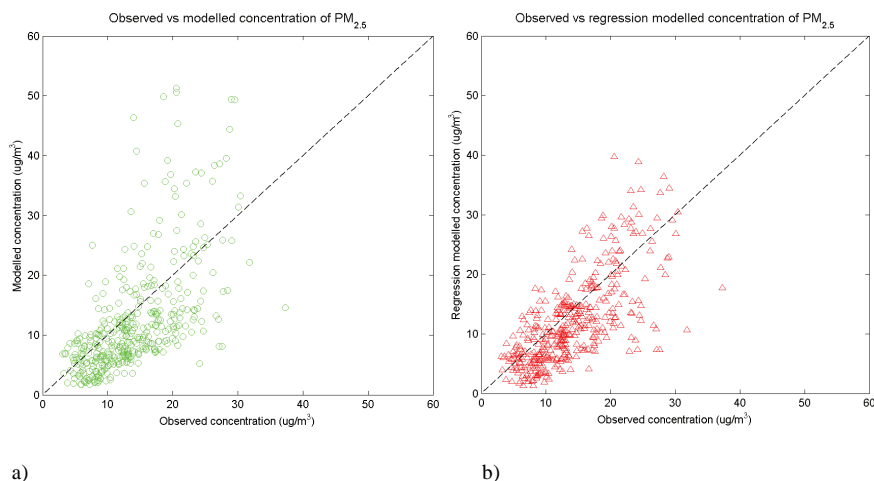 Observed vs modelled concentration of PM2.5
Modelled concentration (ug/m3)
60
50
40
30
20
10
0
0 10 20 30 40 50 60
Observed concentration (ug/m3)
a)
Observed vs regression modelled concentration of PM2.5
Regression modelled concentration (ug/m3)
60
50
40
30
20
10
0
0 10 20 30 40 50 60
Observed concentration (ug/m3)
b)